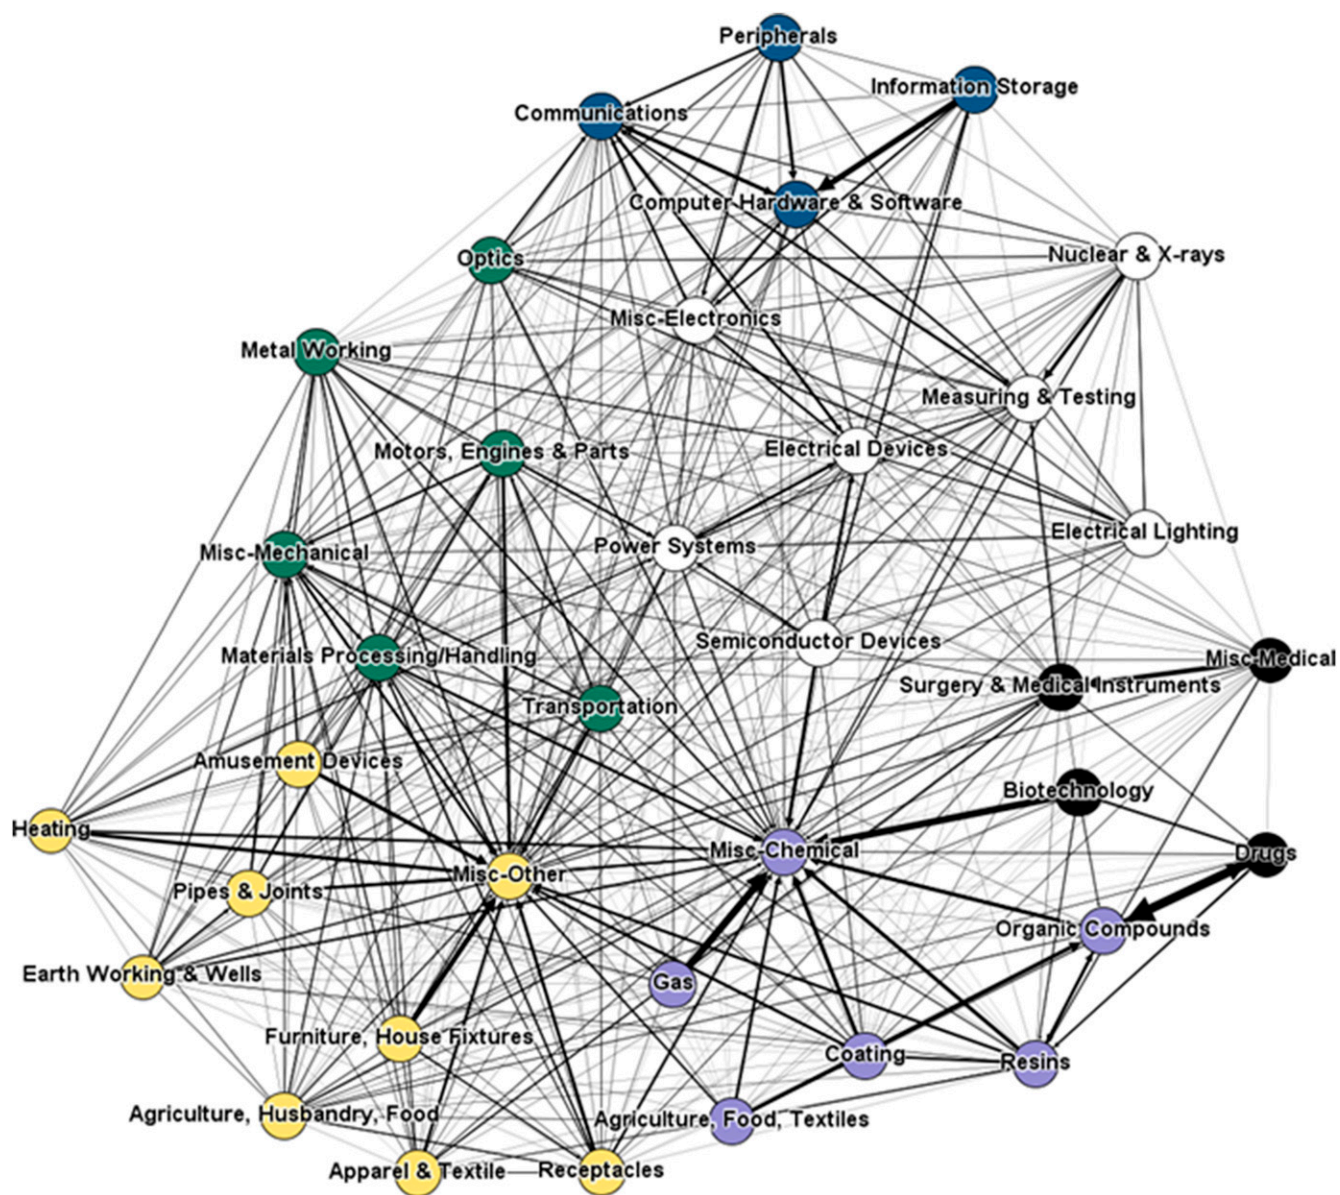 Peripherals
Information Storage
Communications
Computer Hardware & Software
Nuclear & X-rays
Optics
Misc-Electronics
Metal Working
Measuring & Testing
Motors, Engines & Parts
Electrical Devices
Electrical Lighting
Power Systems
Misc-Mechanical
Semiconductor Devices
Materials Processing/Handling
Misc-Medical
Surgery & Medical Instruments
Transportation
Amusement Devices
Biotechnology
Heating
Misc-Chemical
Drugs
Misc-Other
Pipes & Joints
Organic Compounds
Earth Working & Wells
Gas
Furniture, House Fixtures
Coating
Resins
Agriculture, Husbandry, Food
Agriculture, Food, Textiles
Apparel & Textile
Receptacles